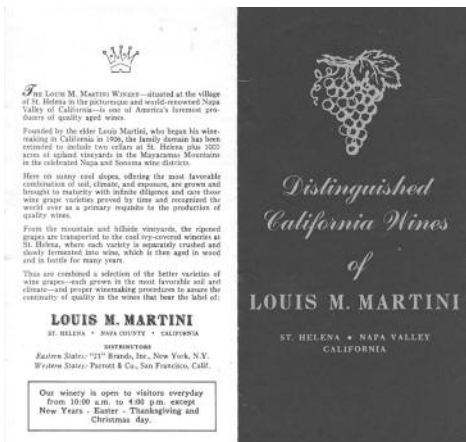 The Louis M. Martini Winery—situated at the village
of St. Helena in the picturesque and world-renowned Napa
Valley of California—is one of America's foremost pro-
ducers of quality aged wines.
Founded by the elder Louis Martini, who began his wine-
making in California in 1906, the family domain has been
extended to include two cellars at St. Helena plus 1000
acres of upland vineyards in the Mayacamas Mountains
in the celebrated Napa and Sonoma wine districts.
Here on sunny cool slopes, offering the most favorable
combination of soil, climate, and exposure, are grown and
brought to maturity with infinite diligence and care those
wine grape varieties proved by time and recognized the
world over as a primary requisite to the production of
quality wines.
From the mountain and hillside vineyards, the ripened
grapes are transported to the cool ivy-covered wineries at
St. Helena, where each variety is separately crushed and
slowly fermented into wine, which is then aged in wood
and in bottle for many years.
Thus are combined a selection of the better varieties of
wine grapes—each grown in the most favorable soil and
climate—and proper winemaking procedures to assure the
continuity of quality in the wines that bear the label of:
LOUIS M. MARTINI
ST. HELENA • NAPA COUNTY • CALIFORNIA
DISTRIBUTORS
Eastern States: "21" Brands, Inc., New York, N.Y.
Western States: Parrott & Co., San Francisco, Calif.
Our winery is open to visitors everyday
from 10:00 a.m. to 4:00 p.m. except
New Years - Easter - Thanksgiving and
Christmas day.
Distinguished
California Wines
of
LOUIS M. MARTINI
ST. HELENA • NAPA VALLEY
CALIFORNIA